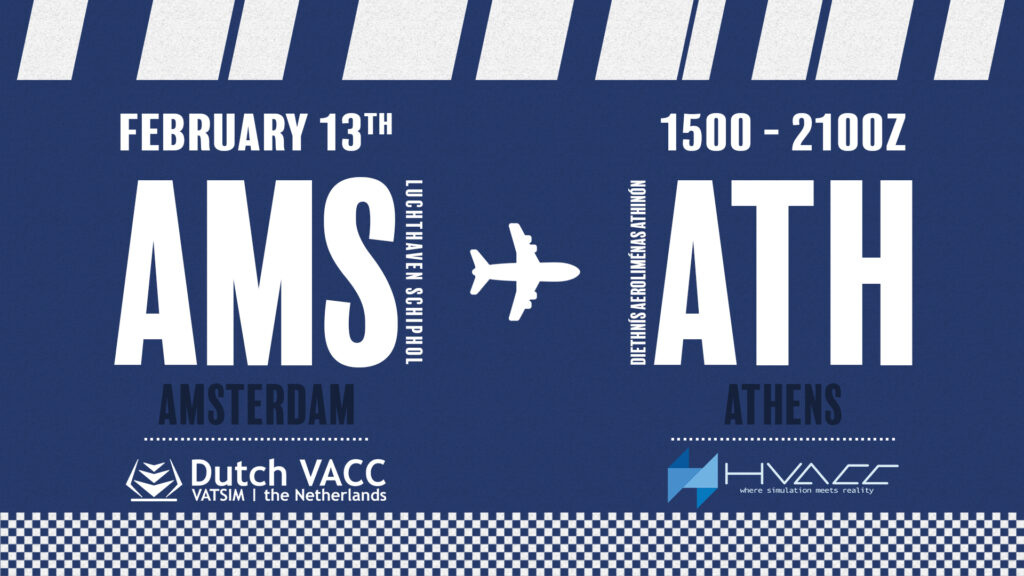 FEBRUARY 13TH
1500 - 2100Z
AMS
LUCHTHAVEN SCHIPHOL
DIETHNÍS AEROLIMÉNAS ATHINÓN
ATH
AMSTERDAM
ATHENS
Dutch VACC
VATSIM | the Netherlands
HVACC
where simulation meets reality